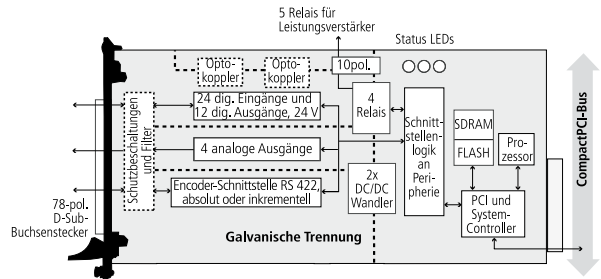 5 Relais für
Leistungsverstärker
Status LEDs
Opto-
koppler
Opto-
koppler
10pol.
24 dig. Eingänge und
12 dig. Ausgänge, 24 V
4
Relais
4 analoge Ausgänge
Encoder-Schnittstelle RS 422,
absolut oder inkrementell
2x
DC/DC
Wandler
Schutzbeschaltungen
und Filter
Schnitt-
stellen-
logik
an
Peripherie
SDRAM
FLASH
Pro-
zessor
PCI und
System-
Controller
CompactPCI-Bus
78-pol.
D-Sub-
Buchsenstecker
Galvanische Trennung